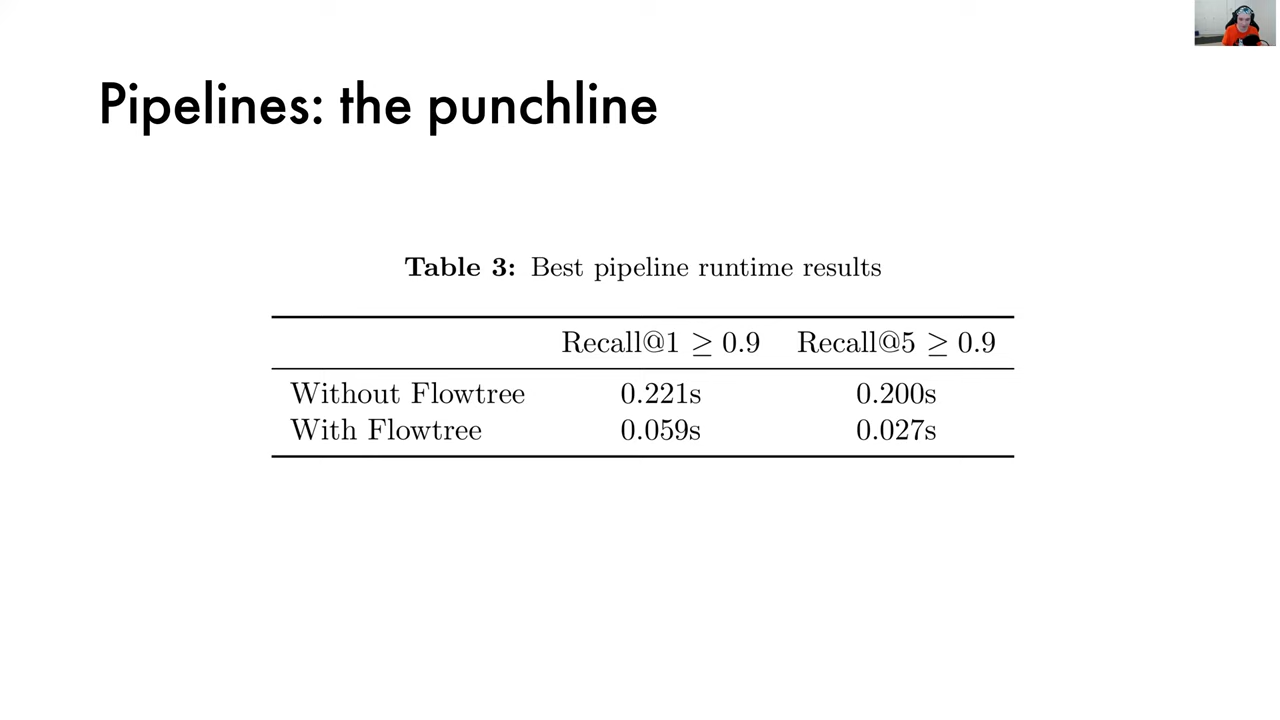 Pipelines: the punchline
Table 3: Best pipeline runtime results
Recall@1 ≥ 0.9 Recall@5 ≥ 0.9
Without Flowtree 0.221s 0.200s
With Flowtree 0.059s 0.027s